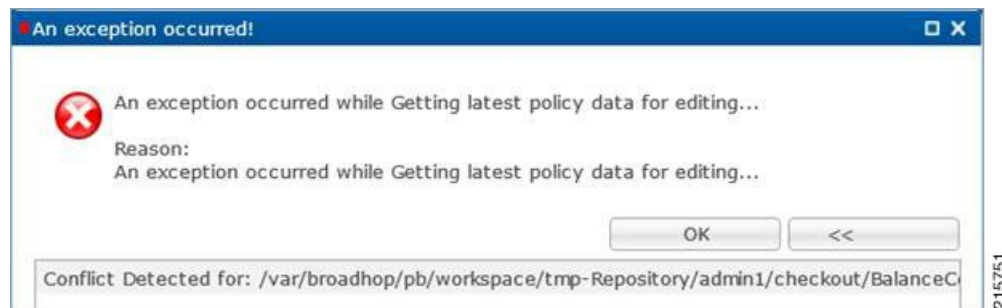 An exception occurred!
An exception occurred while Getting latest policy data for editing...
Reason:
An exception occurred while Getting latest policy data for editing...
OK
<<
Conflict Detected for: /var/broadhop/pb/workspace/tmp-Repository/admin1/checkout/BalanceC